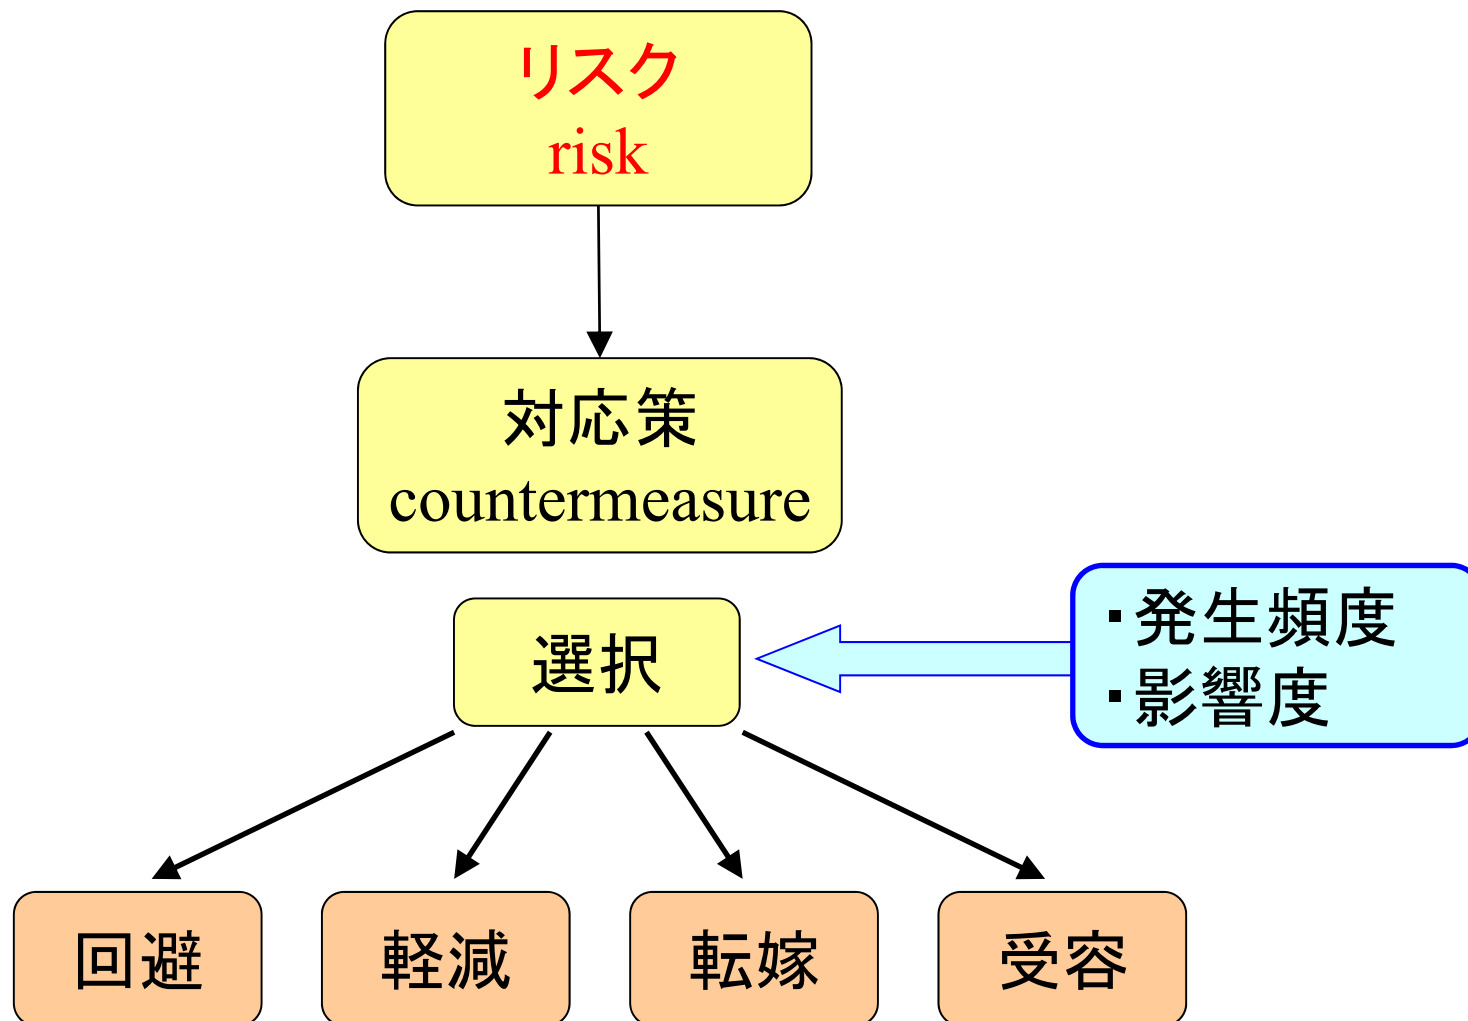 リスク
risk
対応策
countermeasure
選択
・発生頻度
・影響度
回避
軽減
転嫁
受容